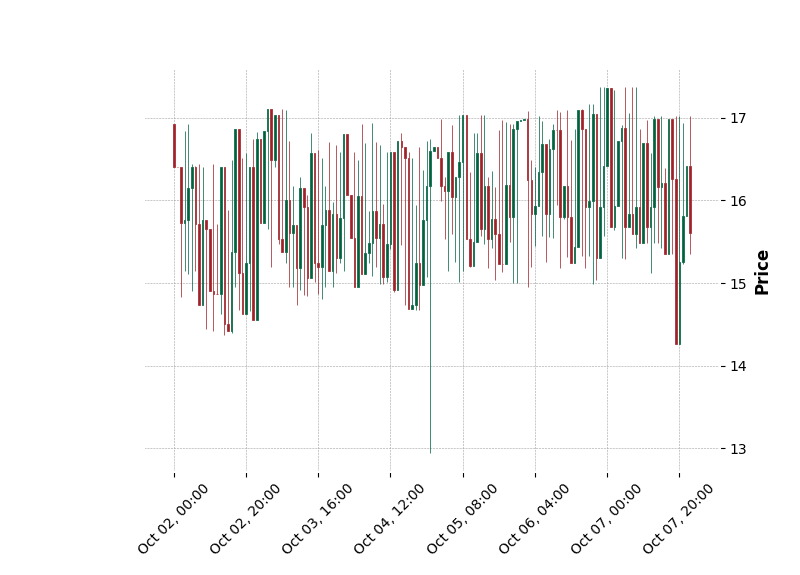 17
16
15
14
13
Price
Oct 02, 00:00
Oct 02, 20:00
Oct 03, 16:00
Oct 04, 12:00
Oct 05, 08:00
Oct 06, 04:00
Oct 07, 00:00
Oct 07, 20:00